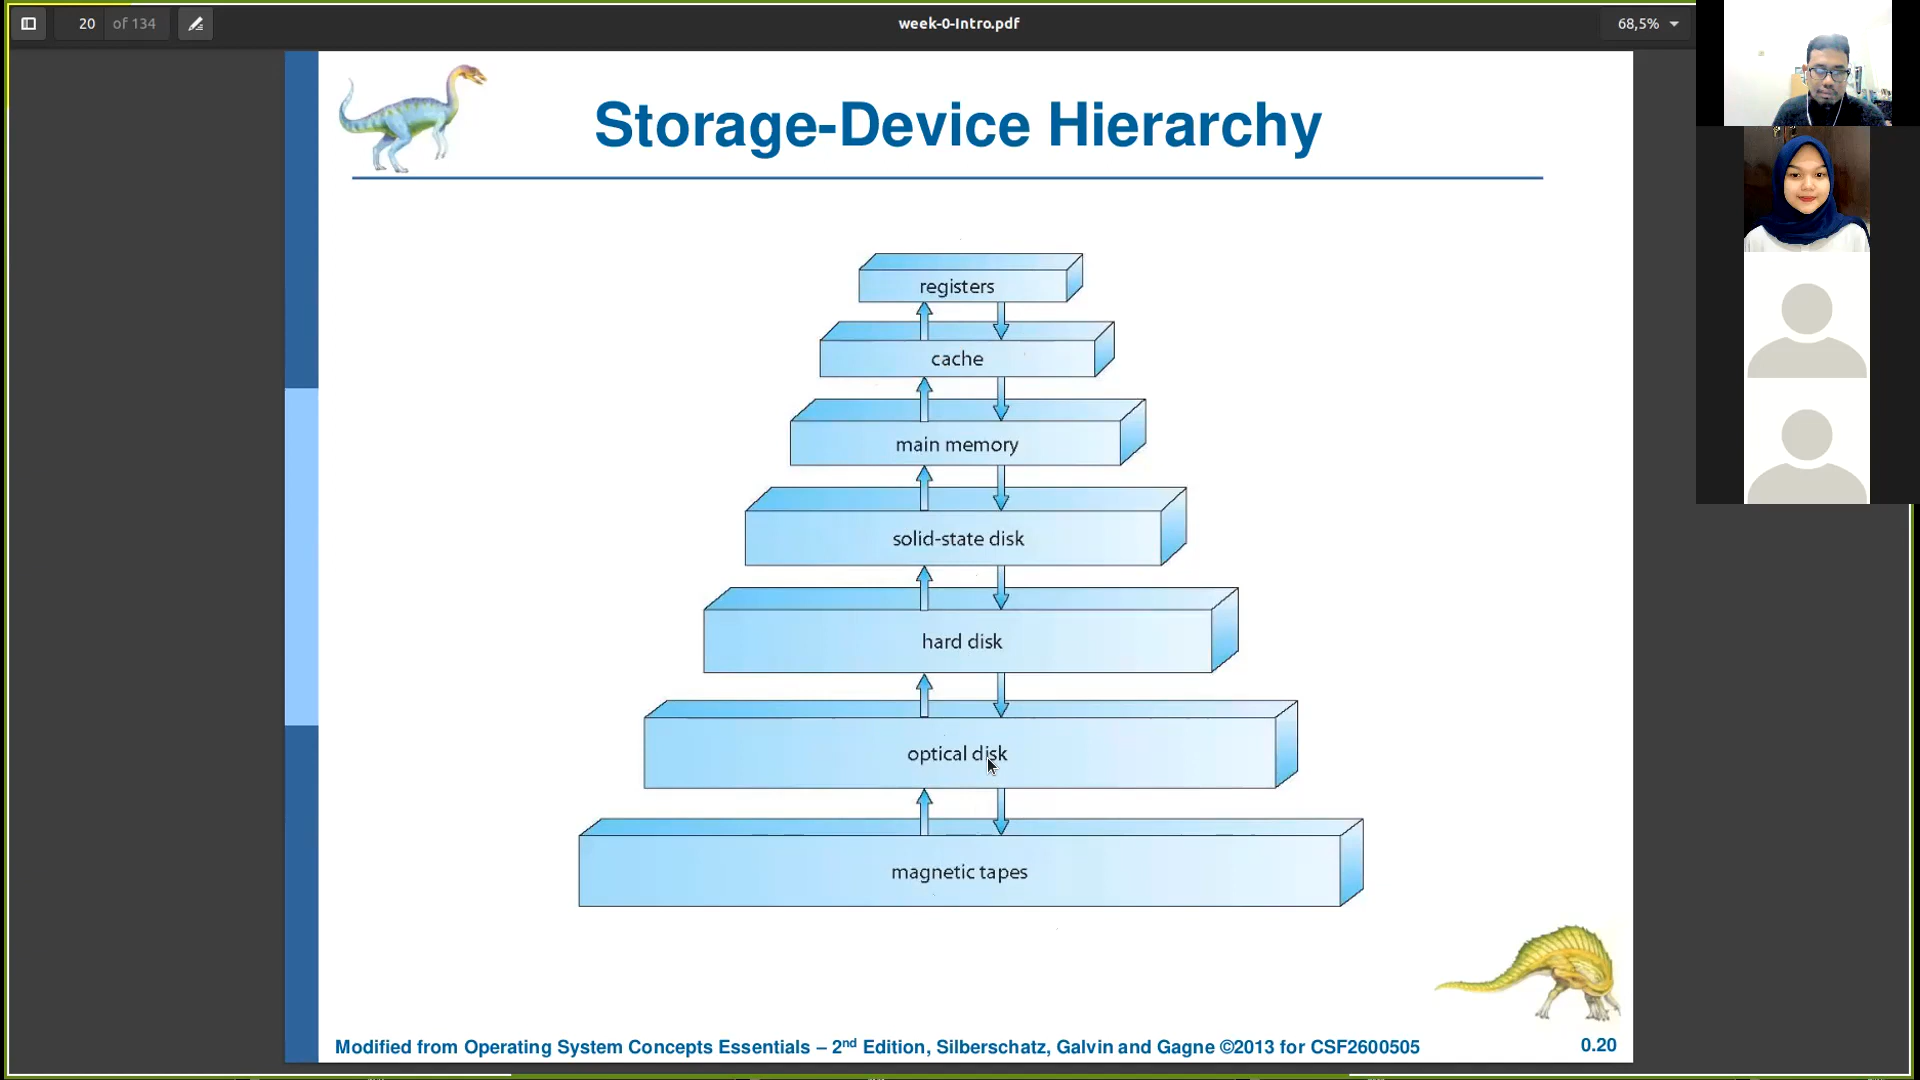 20 of 134
week-0-Intro.pdf
68,5%
Storage-Device Hierarchy
registers
cache
main memory
solid-state disk
hard disk
optical disk
magnetic tapes
Modified from Operating System Concepts Essentials – 2nd Edition, Silberschatz, Galvin and Gagne ©2013 for CSF2600505
0.20